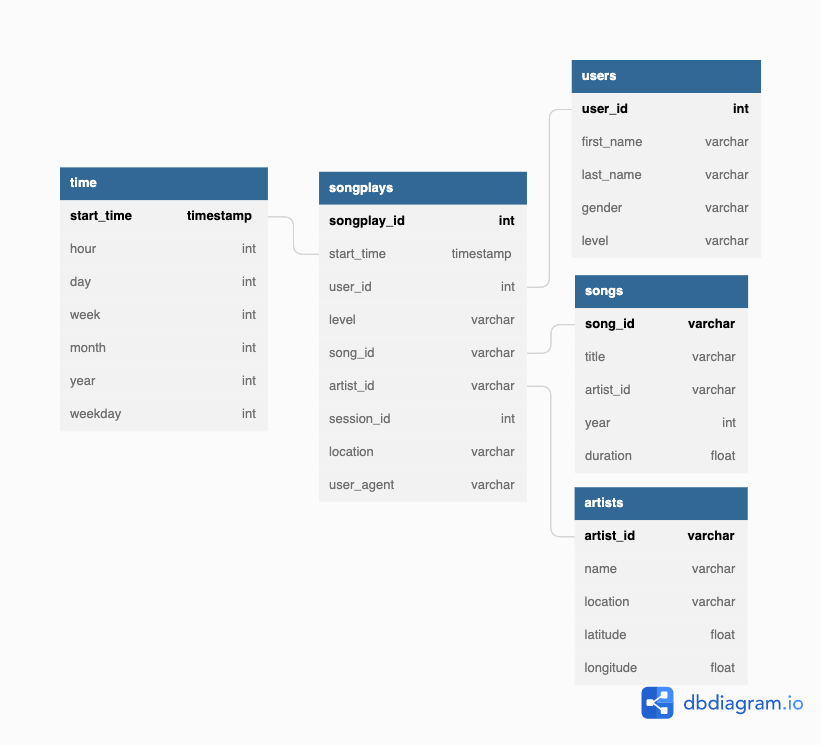 time
start_time timestamp
hour int
day int
week int
month int
year int
weekday int
songplays
songplay_id int
start_time timestamp
user_id int
level varchar
song_id varchar
artist_id varchar
session_id int
location varchar
user_agent varchar
users
user_id int
first_name varchar
last_name varchar
gender varchar
level varchar
songs
song_id varchar
title varchar
artist_id varchar
year int
duration float
artists
artist_id varchar
name varchar
location varchar
latitude float
longitude float
dbdiagram.io